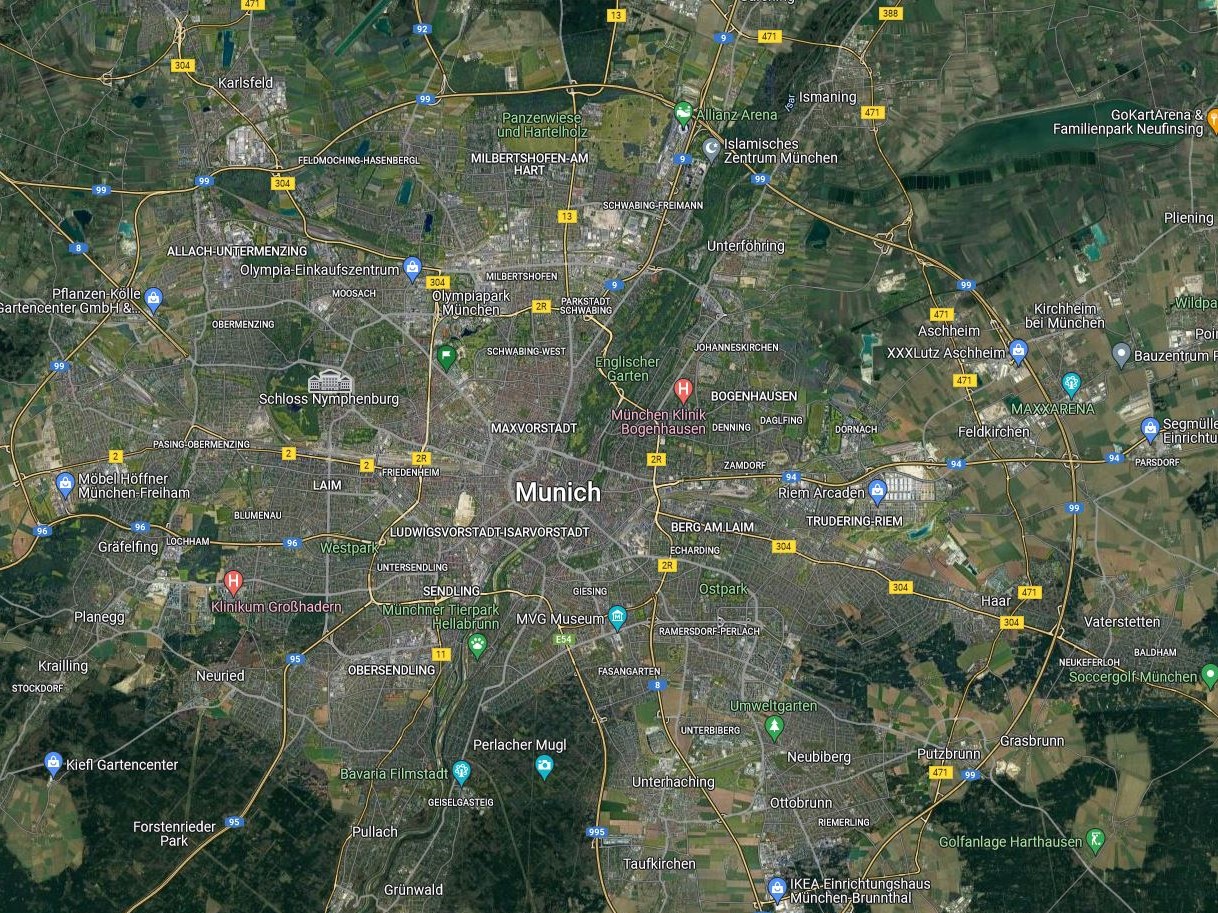 471
13
388
92
9
471
304
Karlsfeld
99
Ismaning
471
Isar
Panzerwiese
und Hartelholz
Allianz Arena
GoKartArena &
Familienpark Neufinsing
FELDMOCHING-HASENBERGL
MILBERTSHOFEN-AM
HART
9
Islamisches
Zentrum München
99
99
304
99
SCHWABING-FREIMANN
13
Pliening
8
ALLACH-UNTERMENZING
Unterföhring
Olympia-Einkaufszentrum
MILBERTSHOFEN
304
9
99
Pflanzen-Kölle
Gartencenter GmbH &...
MOOSACH
Olympiapark
München
2R
PARKSTADT
SCHWABING
471
Kirchheim
bei München
OBERMENZING
Aschheim
SCHWABING-WEST
JOHANNESKIRCHEN
XXXLutz Aschheim
99
Englischer
Garten
471
Schloss Nymphenburg
BOGENHAUSEN
MAXXARENA
München Klinik
Bogenhausen
DAGLFING
DENNING
DORNACH
MAXVORSTADT
Feldkirchen
PASING-OBERMENZING
2
2
2
2R
2R
94
94
PARSDORF
ZAMDORF
94
FRIEDENHEIM
Möbel Höffner
München-Freiham
LAIM
Munich
Riem Arcaden
99
BLUMENAU
TRUDERING-RIEM
96
96
LUDWIGSVORSTADT-ISARVORSTADT
BERG AM LAIM
Gräfelfing
LOCHHAM
96
Westpark
ECHARDING
304
UNTERSENDLING
2R
304
471
Klinikum Großhadern
SENDLING
GIESING
Ostpark
Haar
Planegg
Münchner Tierpark
Hellabrunn
MVG Museum
304
Vaterstetten
E54
RAMERSDORF-PERLACH
Krailling
95
11
BALDHAM
NEUKEFERLOH
Neuried
OBERSENDLING
FASANGARTEN
Soccergolf München
STOCKDORF
8
Umweltgarten
UNTERBIBERG
Perlacher Mugl
Neubiberg
Putzbrunn
Grasbrunn
Kiefl Gartencenter
Bavaria Filmstadt
471
99
Unterhaching
GEISELGASTEIG
Ottobrunn
Forstenrieder
Park
95
Pullach
995
RIEMERLING
Golfanlage Harthausen
Taufkirchen
Grünwald
IKEA Einrichtungshaus
München-Brunnthal